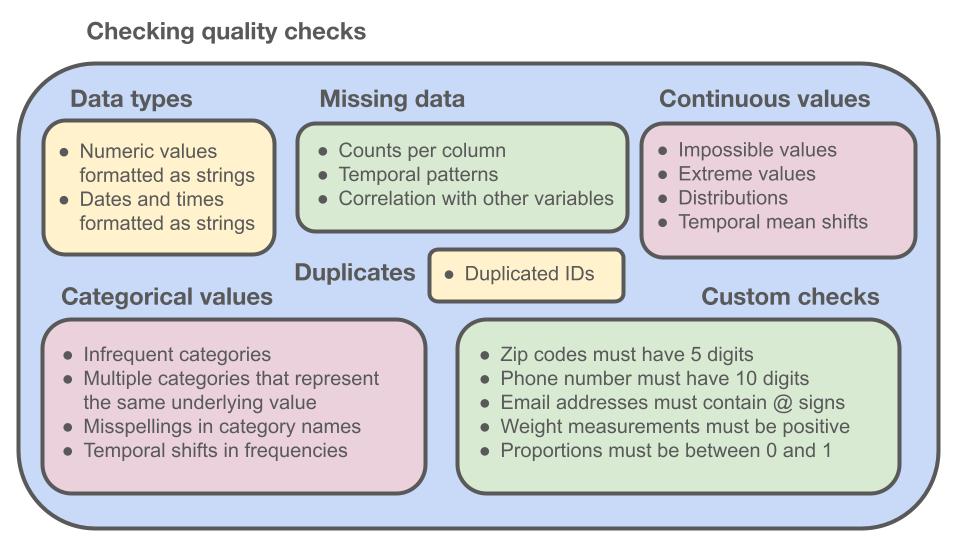 Checking quality checks
Data types
● Numeric values
formatted as strings
● Dates and times
formatted as strings
Missing data
● Counts per column
● Temporal patterns
● Correlation with other variables
Continuous values
● Impossible values
● Extreme values
● Distributions
● Temporal mean shifts
Duplicates
● Duplicated IDs
Categorical values
● Infrequent categories
● Multiple categories that represent
the same underlying value
● Misspellings in category names
● Temporal shifts in frequencies
Custom checks
● Zip codes must have 5 digits
● Phone number must have 10 digits
● Email addresses must contain @ signs
● Weight measurements must be positive
● Proportions must be between 0 and 1